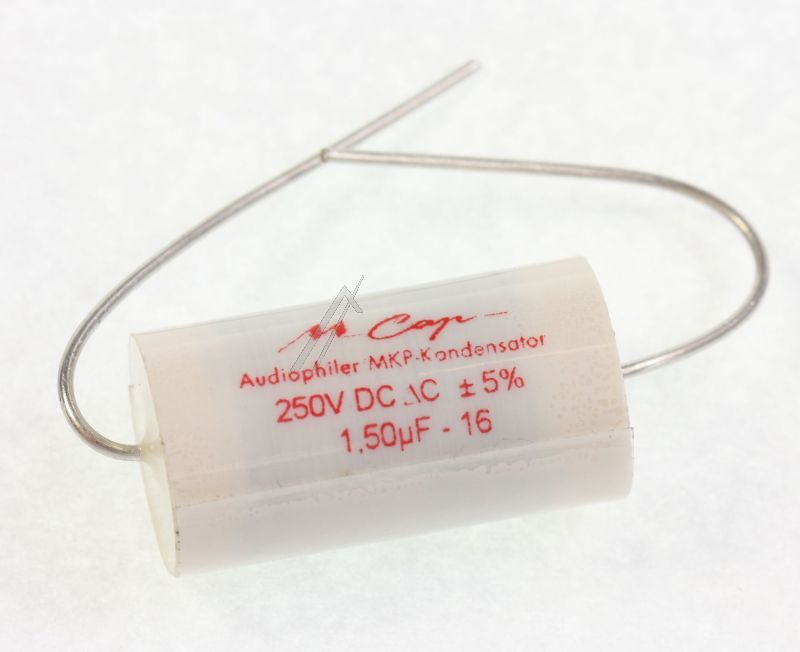 M-Cap
Audiophiler MKP-Kondensator
250V DC ΔC ± 5%
1,50µF - 16